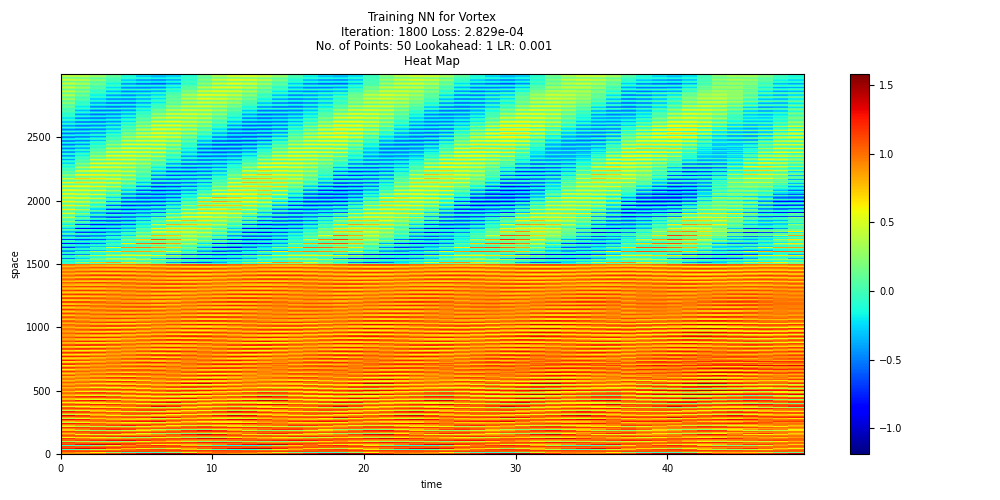 Training NN for Vortex
Iteration: 1800 Loss: 2.829e-04
No. of Points: 50 Lookahead: 1 LR: 0.001
Heat Map
space
2500
2000
1500
1000
500
0
0 10 20 30 40
time
1.5
1.0
0.5
0.0
−0.5
−1.0